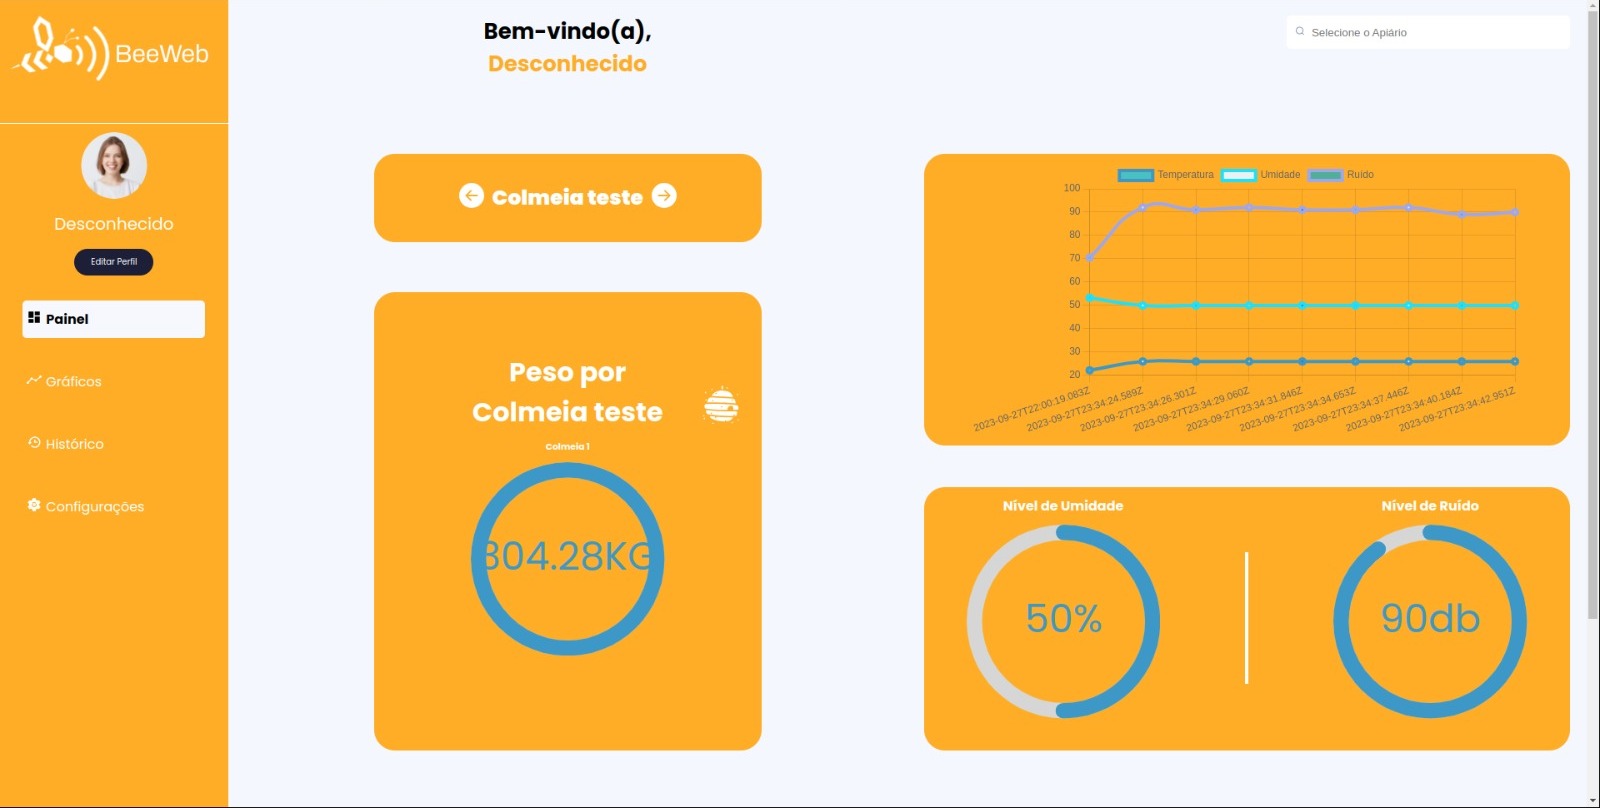 BeeWeb
Desconhecido
Editar Perfil
Painel
Gráficos
Histórico
Configurações
Bem-vindo(a),
Desconhecido
Selecione o Apiário
Colmeia teste
Peso por
Colmeia teste
Colmeia 1
304.28KG
Temperatura Umidade Ruído
100
90
80
70
60
50
40
30
20
2023-09-27T22:00:19.083Z
2023-09-27T23:34:24.589Z
2023-09-27T23:34:26.301Z
2023-09-27T23:34:29.060Z
2023-09-27T23:34:31.846Z
2023-09-27T23:34:34.653Z
2023-09-27T23:34:37.446Z
2023-09-27T23:34:40.184Z
2023-09-27T23:34:42.951Z
Nível de Umidade
50%
Nível de Ruído
90db